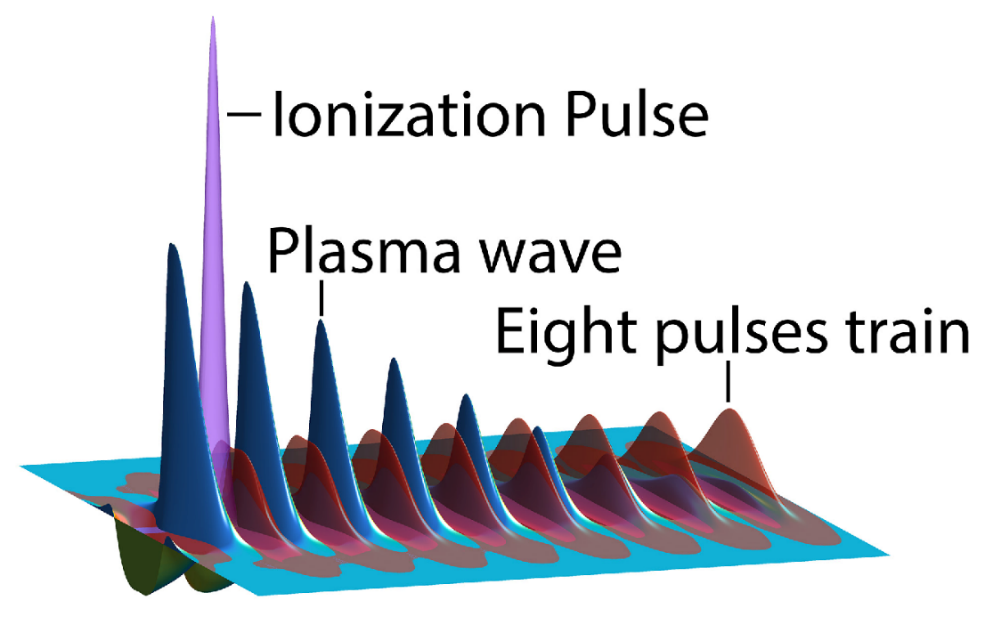 Ionization Pulse
Plasma wave
Eight pulses train